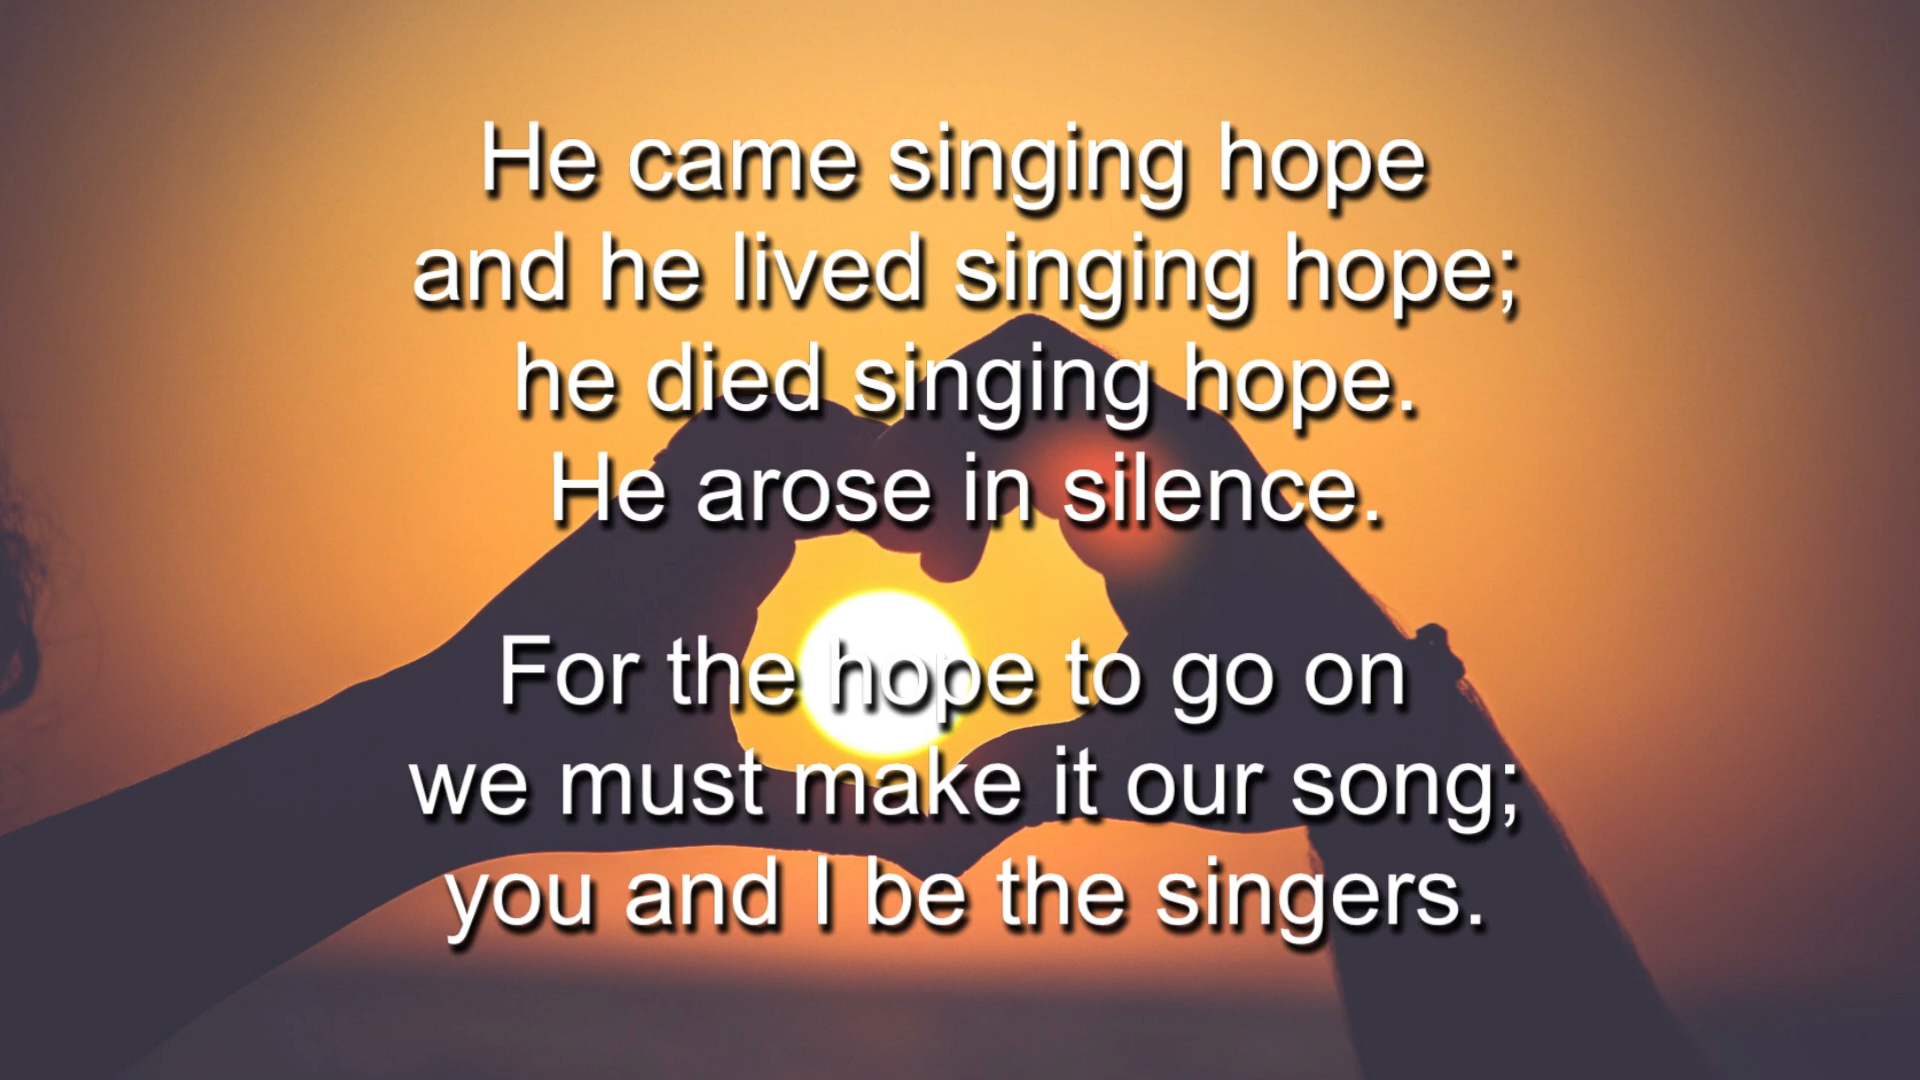 He came singing hope
and he lived singing hope;
he died singing hope.
He arose in silence.
For the hope to go on
we must make it our song;
you and I be the singers.